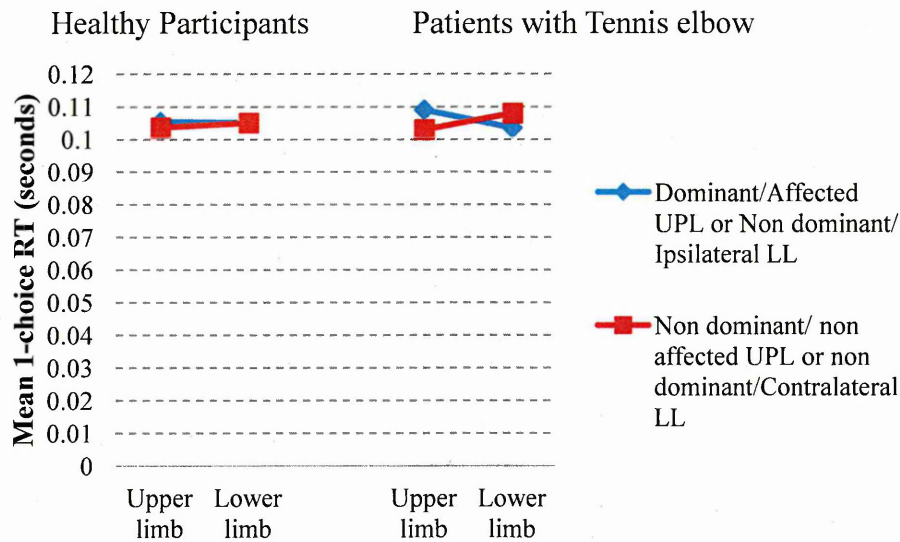 Healthy Participants
Patients with Tennis elbow
Mean 1-choice RT (seconds)
0.12
0.11
0.1
0.09
0.08
0.07
0.06
0.05
0.04
0.03
0.02
0.01
0
Upper limb
Lower limb
Upper limb
Lower limb
Dominant/Affected
UPL or Non dominant/
Ipsilateral LL
Non dominant/ non
affected UPL or non
dominant/Contralateral
LL